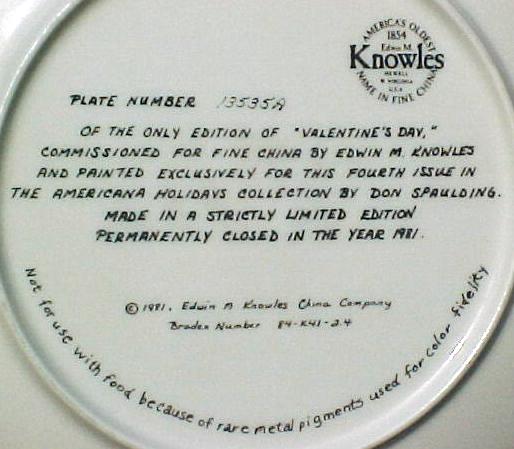 AMERICA'S OLDEST
1854
Edwin M.
Knowles
NEWELL
W. VIRGINIA
U.S.A.
NAME IN FINE CHINA
PLATE NUMBER 13535A
OF THE ONLY EDITION OF "VALENTINE'S DAY,"
COMMISSIONED FOR FINE CHINA BY EDWIN M. KNOWLES
AND PAINTED EXCLUSIVELY FOR THIS FOURTH ISSUE IN
THE AMERICANA HOLIDAYS COLLECTION BY DON SPAULDING.
MADE IN A STRICTLY LIMITED EDITION
PERMANENTLY CLOSED IN THE YEAR 1981.
© 1981, Edwin M Knowles China Company
Bradex Number 84-K41-2.4
Not for use with food because of rare metal pigments used for color fidelity